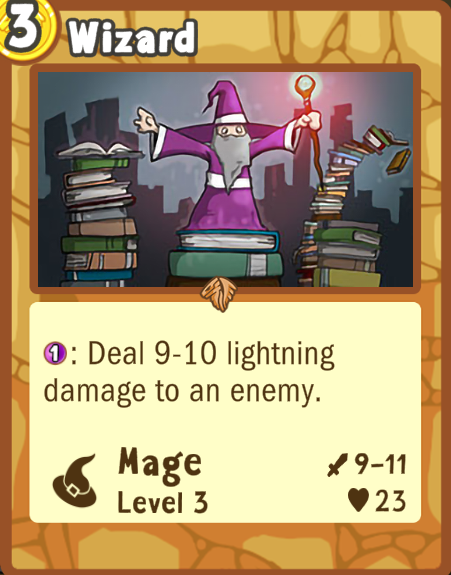 3 Wizard
1: Deal 9-10 lightning
damage to an enemy.
Mage 9-11
Level 3 23